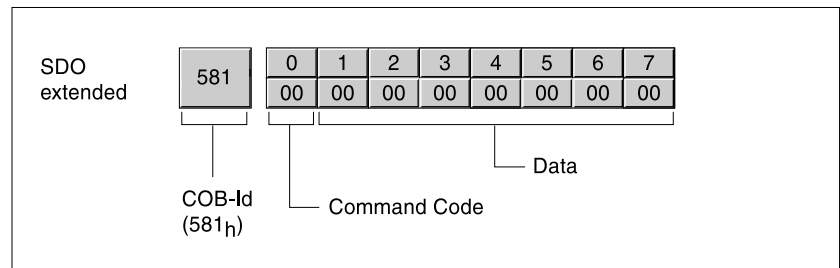 SDO
extended
581
0 1 2 3 4 5 6 7
00 00 00 00 00 00 00 00
Data
COB-Id
(581h)
Command Code